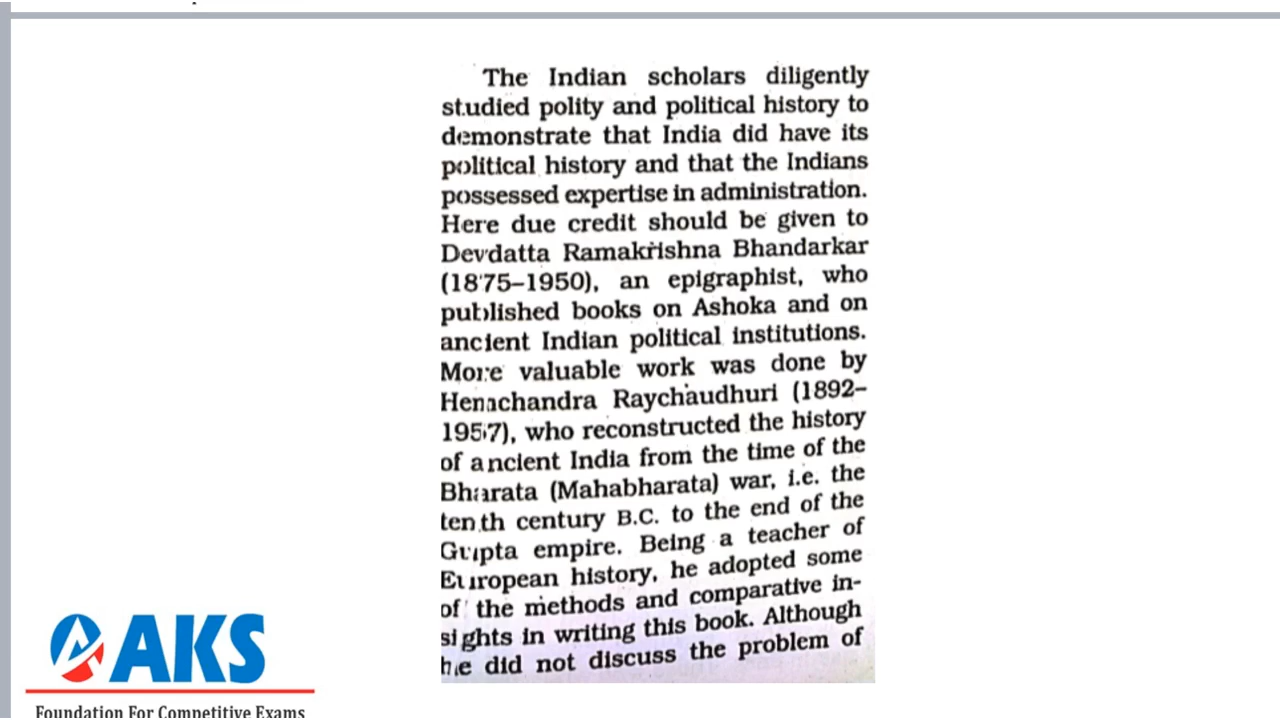 The Indian scholars diligently
studied polity and political history to
demonstrate that India did have its
political history and that the Indians
possessed expertise in administration.
Here due credit should be given to
Devdatta Ramakrishna Bhandarkar
(1875–1950), an epigraphist, who
published books on Ashoka and on
ancient Indian political institutions.
More valuable work was done by
Hemchandra Raychaudhuri (1892–
1957), who reconstructed the history
of ancient India from the time of the
Bharata (Mahabharata) war, i.e. the
tenth century B.C. to the end of the
Gupta empire. Being a teacher of
European history, he adopted some
of the methods and comparative in-
sights in writing this book. Although
he did not discuss the problem of
AKS
Foundation For Competitive Exams